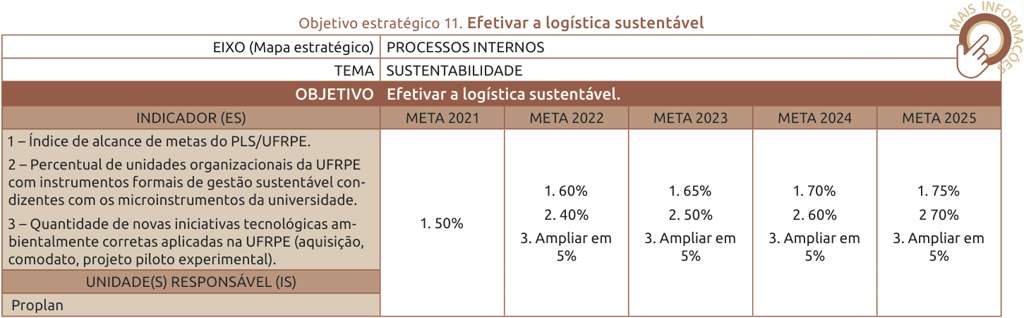 Objetivo estratégico 11. Efetivar a logística sustentável
MAIS INFORMAÇÕES
EIXO (Mapa estratégico) PROCESSOS INTERNOS
TEMA SUSTENTABILIDADE
OBJETIVO Efetivar a logística sustentável.
INDICADOR (ES) META 2021 META 2022 META 2023 META 2024 META 2025
1 – Índice de alcance de metas do PLS/UFRPE.
2 – Percentual de unidades organizacionais da UFRPE
com instrumentos formais de gestão sustentável con-
dizentes com os microinstrumentos da universidade.
3 – Quantidade de novas iniciativas tecnológicas am-
bientalmente corretas aplicadas na UFRPE (aquisição,
comodato, projeto piloto experimental).
UNIDADE(S) RESPONSÁVEL (IS)
Proplan
1. 50%
1. 60%
2. 40%
3. Ampliar em
5%
1. 65%
2. 50%
3. Ampliar em
5%
1. 70%
2. 60%
3. Ampliar em
5%
1. 75%
2 70%
3. Ampliar em
5%